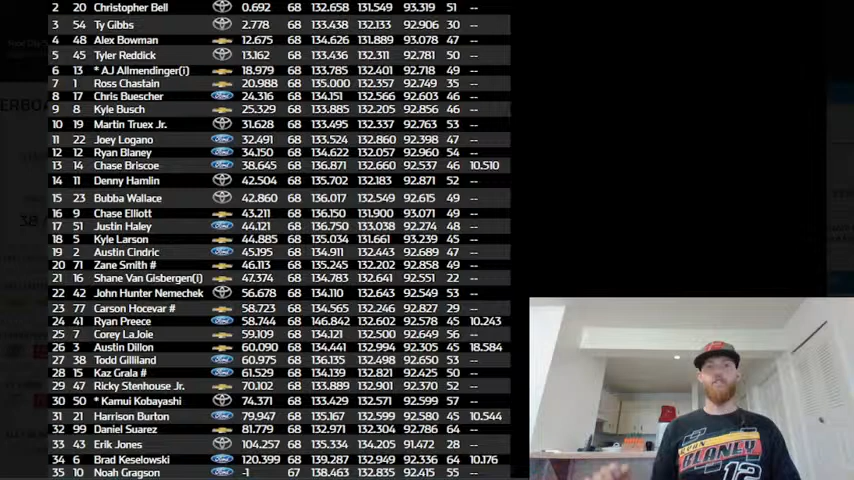 2 20 Christopher Bell 0.692 68 132.658 131.549 93.319 51 --
3 54 Ty Gibbs 2.778 68 138.438 132.133 92.906 30 --
4 48 Alex Bowman 12.675 68 134.626 131.889 93.078 47 --
5 45 Tyler Reddick 13.162 68 133.436 132.311 92.781 50 --
6 13 * AJ Allmendinger(i) 18.979 68 133.785 132.401 92.718 49 --
7 1 Ross Chastain 20.988 68 135.000 132.357 92.749 35 --
8 17 Chris Buescher Ford 24.316 68 134.151 132.566 92.603 46 --
9 8 Kyle Busch 25.329 68 133.885 132.205 92.856 46 --
10 19 Martin Truex Jr. 31.628 68 133.495 132.337 92.763 53 --
11 22 Joey Logano Ford 32.491 68 133.524 132.860 92.398 47 --
12 12 Ryan Blaney Ford 34.150 68 134.622 132.057 92.960 54 --
13 14 Chase Briscoe Ford 38.645 68 136.871 132.660 92.537 46 10.510
14 11 Denny Hamlin 42.504 68 135.702 132.183 92.871 52 --
15 23 Bubba Wallace 42.860 68 136.017 132.549 92.615 49 --
16 9 Chase Elliott 43.211 68 136.150 131.900 93.071 49 --
17 51 Justin Haley Ford 44.121 68 136.750 133.038 92.274 48 --
18 5 Kyle Larson 44.885 68 135.034 131.661 93.239 45 --
19 2 Austin Cindric Ford 45.195 68 134.911 132.443 92.689 47 --
20 71 Zane Smith # 46.113 68 135.245 132.202 92.858 49 --
21 16 Shane Van Gisbergen(i) 47.374 68 134.783 132.641 92.551 22 --
22 42 John Hunter Nemechek 56.678 68 134.110 132.643 92.549 53 --
23 77 Carson Hocevar # 58.723 68 134.565 132.246 92.827 29 --
24 41 Ryan Preece Ford 58.744 68 146.842 132.602 92.578 45 10.243
25 7 Corey LaJoie 59.109 68 134.121 132.500 92.649 56 --
26 3 Austin Dillon 60.090 68 134.441 132.994 92.305 45 18.584
27 38 Todd Gilliland Ford 60.975 68 136.135 132.498 92.650 53 --
28 15 Kaz Grala # Ford 61.529 68 134.139 132.821 92.425 50 --
29 47 Ricky Stenhouse Jr. 70.102 68 133.889 132.901 92.370 52 --
30 50 * Kamui Kobayashi 74.371 68 133.429 132.571 92.599 57 --
31 21 Harrison Burton Ford 79.947 68 135.167 132.599 92.580 45 10.544
32 99 Daniel Suarez 81.779 68 132.971 132.304 92.786 64 --
33 43 Erik Jones 104.257 68 135.334 134.205 91.472 28 --
34 6 Brad Keselowski Ford 120.399 68 139.287 132.949 92.336 64 10.176
35 10 Noah Gragson Ford -1 67 138.463 132.835 92.415 55 --
BLANEY
12